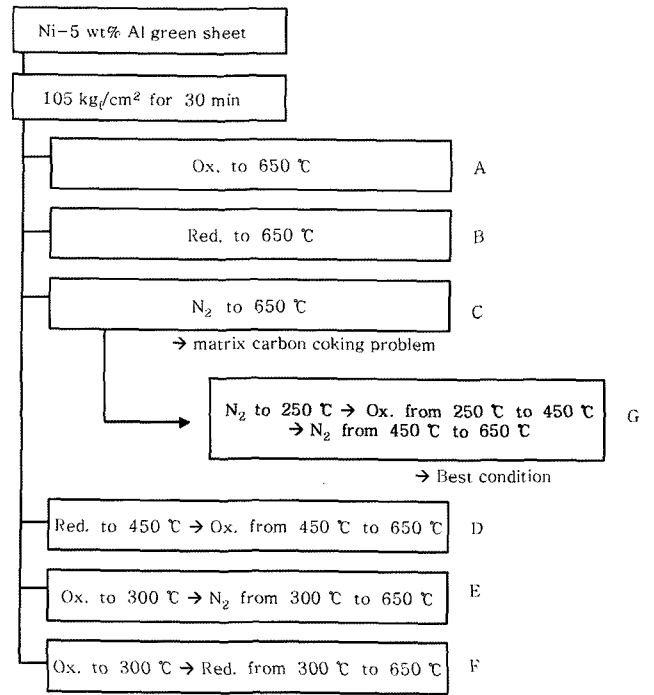 Ni-5 wt% Al green sheet
105 kgf/cm² for 30 min
Ox. to 650 ℃
A
Red. to 650 ℃
B
N₂ to 650 ℃
C
→ matrix carbon coking problem
N₂ to 250 ℃ → Ox. from 250 ℃ to 450 ℃
→ N₂ from 450 ℃ to 650 ℃
G
→ Best condition
Red. to 450 ℃ → Ox. from 450 ℃ to 650 ℃
D
Ox. to 300 ℃ → N₂ from 300 ℃ to 650 ℃
E
Ox. to 300 ℃ → Red. from 300 ℃ to 650 ℃
F